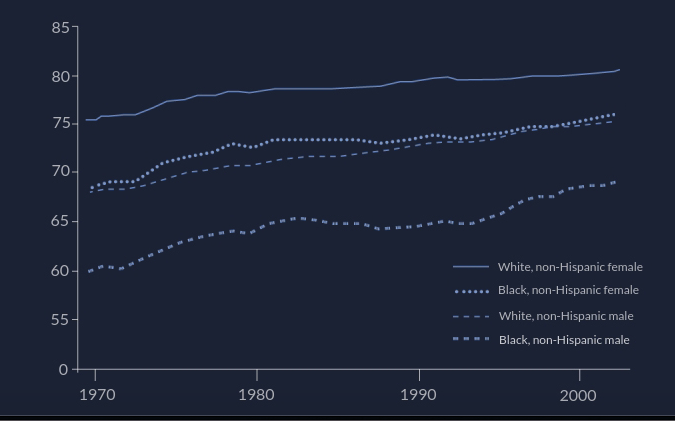 85
80
75
70
65
60
55
0
1970 1980 1990 2000
White, non-Hispanic female
Black, non-Hispanic female
White, non-Hispanic male
Black, non-Hispanic male